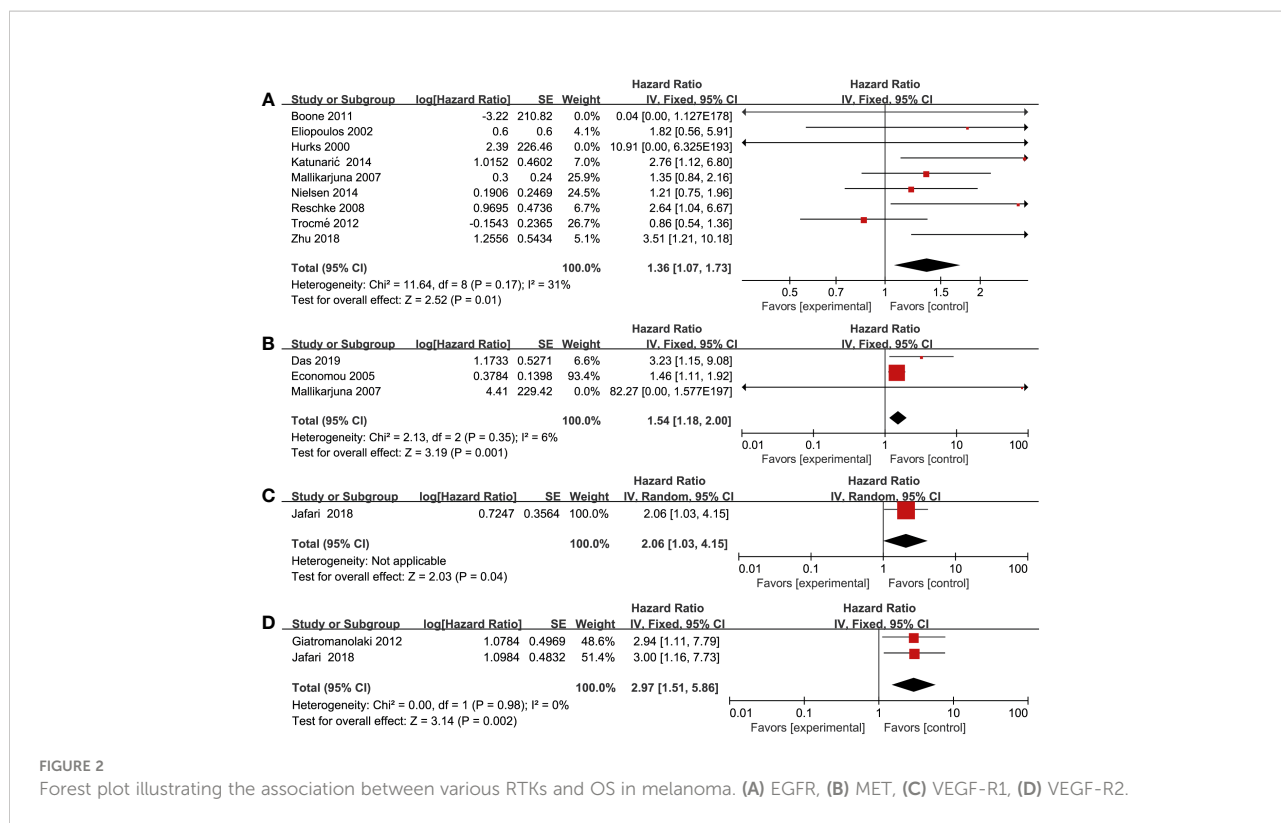 Hazard Ratio Hazard Ratio
A Study or Subgroup log[Hazard Ratio] SE Weight IV, Fixed, 95% CI IV, Fixed, 95% CI
Boone 2011 -3.22 210.82 0.0% 0.04 [0.00, 1.127E178]
Eliopoulos 2002 0.6 0.6 4.1% 1.82 [0.56, 5.91]
Hurks 2000 2.39 226.46 0.0% 10.91 [0.00, 6.325E193]
Katunarić 2014 1.0152 0.4602 7.0% 2.76 [1.12, 6.80]
Mallikarjuna 2007 0.3 0.24 25.9% 1.35 [0.84, 2.16]
Nielsen 2014 0.1906 0.2469 24.5% 1.21 [0.75, 1.96]
Reschke 2008 0.9695 0.4736 6.7% 2.64 [1.04, 6.67]
Trocmé 2012 -0.1543 0.2365 26.7% 0.86 [0.54, 1.36]
Zhu 2018 1.2556 0.5434 5.1% 3.51 [1.21, 10.18]
Total (95% CI) 100.0% 1.36 [1.07, 1.73]
Heterogeneity: Chi² = 11.64, df = 8 (P = 0.17); I² = 31%
Test for overall effect: Z = 2.52 (P = 0.01)
0.5 0.7 1 1.5 2
Favors [experimental] Favors [control]
Hazard Ratio Hazard Ratio
B Study or Subgroup log[Hazard Ratio] SE Weight IV, Fixed, 95% CI IV, Fixed, 95% CI
Das 2019 1.1733 0.5271 6.6% 3.23 [1.15, 9.08]
Economou 2005 0.3784 0.1398 93.4% 1.46 [1.11, 1.92]
Mallikarjuna 2007 4.41 229.42 0.0% 82.27 [0.00, 1.577E197]
Total (95% CI) 100.0% 1.54 [1.18, 2.00]
Heterogeneity: Chi² = 2.13, df = 2 (P = 0.35); I² = 6%
Test for overall effect: Z = 3.19 (P = 0.001)
0.01 0.1 1 10 100
Favors [experimental] Favors [control]
Hazard Ratio Hazard Ratio
C Study or Subgroup log[Hazard Ratio] SE Weight IV, Random, 95% CI IV, Random, 95% CI
Jafari 2018 0.7247 0.3564 100.0% 2.06 [1.03, 4.15]
Total (95% CI) 100.0% 2.06 [1.03, 4.15]
Heterogeneity: Not applicable
Test for overall effect: Z = 2.03 (P = 0.04)
0.01 0.1 1 10 100
Favors [experimental] Favors [control]
Hazard Ratio Hazard Ratio
D Study or Subgroup log[Hazard Ratio] SE Weight IV, Fixed, 95% CI IV, Fixed, 95% CI
Giatromanolaki 2012 1.0784 0.4969 48.6% 2.94 [1.11, 7.79]
Jafari 2018 1.0984 0.4832 51.4% 3.00 [1.16, 7.73]
Total (95% CI) 100.0% 2.97 [1.51, 5.86]
Heterogeneity: Chi² = 0.00, df = 1 (P = 0.98); I² = 0%
Test for overall effect: Z = 3.14 (P = 0.002)
0.01 0.1 1 10 100
Favors [experimental] Favors [control]
FIGURE 2
Forest plot illustrating the association between various RTKs and OS in melanoma. (A) EGFR, (B) MET, (C) VEGF-R1, (D) VEGF-R2.